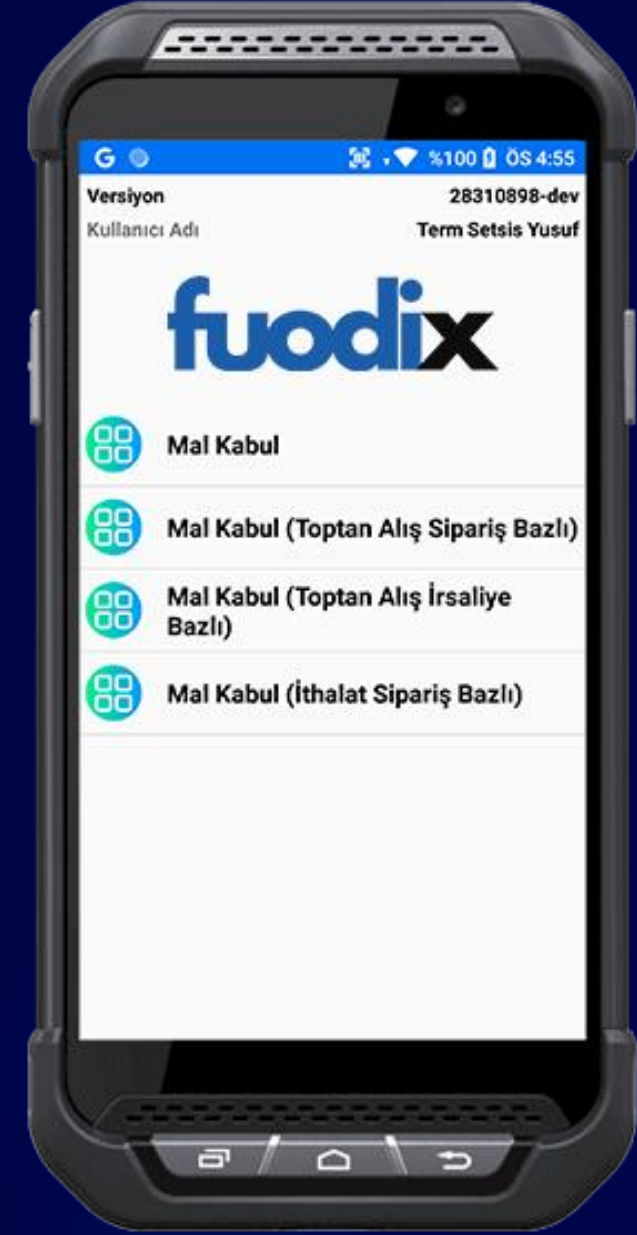 %100 ÖS 4:55
Versiyon 28310898-dev
Kullanıcı Adı Term Setsis Yusuf
fuodix
Mal Kabul
Mal Kabul (Toptan Alış Sipariş Bazlı)
Mal Kabul (Toptan Alış İrsaliye
Bazlı)
Mal Kabul (İthalat Sipariş Bazlı)